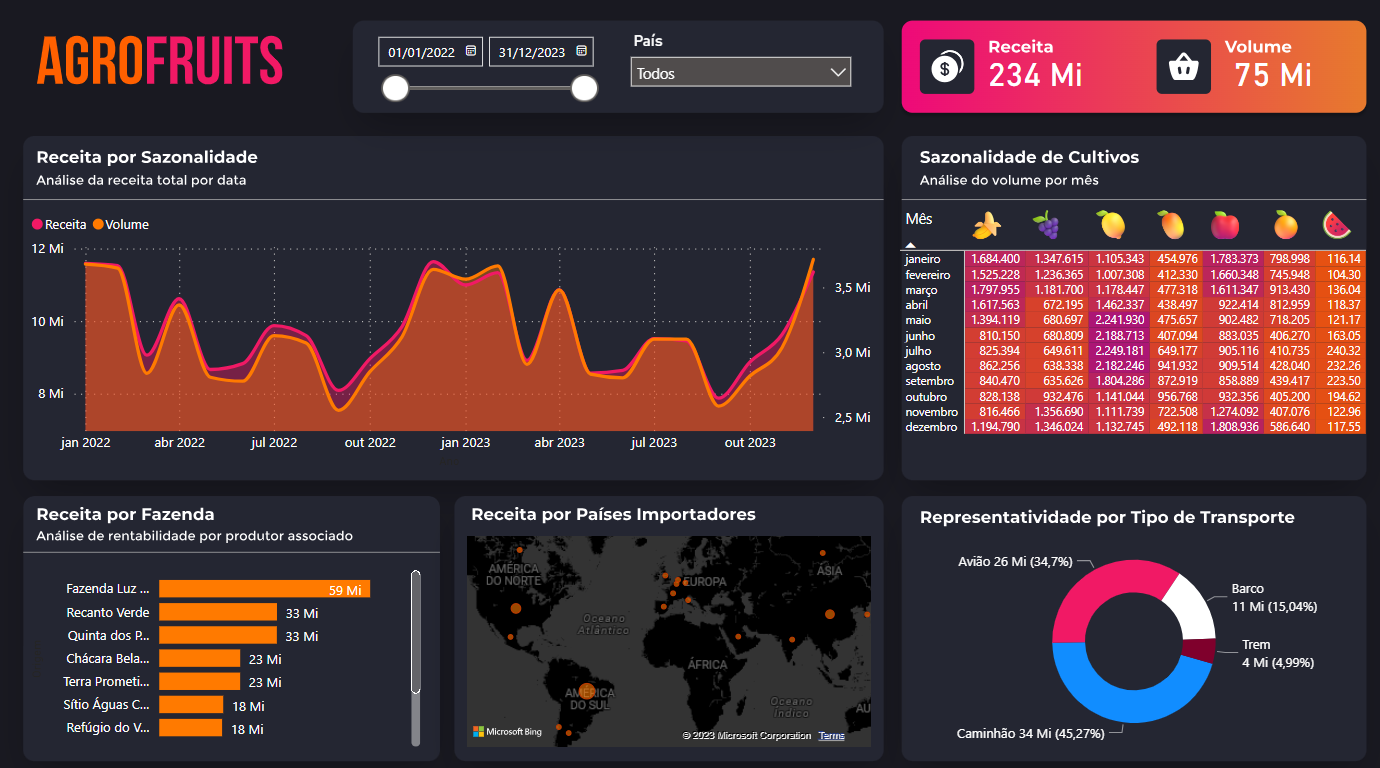 AGROFRUITS
01/01/2022
31/12/2023
País
Todos
Receita
234 Mi
Volume
75 Mi
Receita por Sazonalidade
Análise da receita total por data
Receita Volume
12 Mi
10 Mi
8 Mi
3,5 Mi
3,0 Mi
2,5 Mi
jan 2022 abr 2022 jul 2022 out 2022 jan 2023 abr 2023 jul 2023 out 2023
Sazonalidade de Cultivos
Análise do volume por mês
Mês
janeiro 1.684.400 1.347.615 1.105.343 454.976 1.783.373 798.998 116.14
fevereiro 1.525.228 1.236.365 1.007.308 412.330 1.660.348 745.948 104.30
março 1.797.955 1.181.700 1.178.447 477.318 1.611.347 913.430 136.04
abril 1.617.563 672.195 1.462.337 438.497 922.414 812.959 118.37
maio 1.394.119 680.697 2.241.930 475.657 902.482 718.205 121.17
junho 810.150 680.809 2.188.713 407.094 883.035 406.270 163.05
julho 825.394 649.611 2.249.181 649.177 905.116 410.735 240.32
agosto 862.256 638.338 2.182.246 941.932 909.514 428.040 232.26
setembro 840.470 635.626 1.804.286 872.919 858.889 439.417 223.50
outubro 828.138 932.476 1.141.044 956.768 932.356 405.200 194.62
novembro 816.466 1.356.690 1.111.739 722.508 1.274.092 407.076 122.96
dezembro 1.194.790 1.346.024 1.132.745 492.118 1.808.936 586.640 117.55
Receita por Fazenda
Análise de rentabilidade por produtor associado
Fazenda Luz ... 59 Mi
Recanto Verde 33 Mi
Quinta dos P... 33 Mi
Chácara Bela... 23 Mi
Terra Prometi... 23 Mi
Sítio Águas C... 18 Mi
Refúgio do V... 18 Mi
Receita por Países Importadores
AMÉRICA
DO NORTE
EUROPA
ÁSIA
Oceano
Atlântico
ÁFRICA
AMÉRICA
DO SUL
Oceano
Índico
AU
Microsoft Bing
© 2023 Microsoft Corporation Terms
Representatividade por Tipo de Transporte
Avião 26 Mi (34,7%)
Barco
11 Mi (15,04%)
Trem
4 Mi (4,99%)
Caminhão 34 Mi (45,27%)